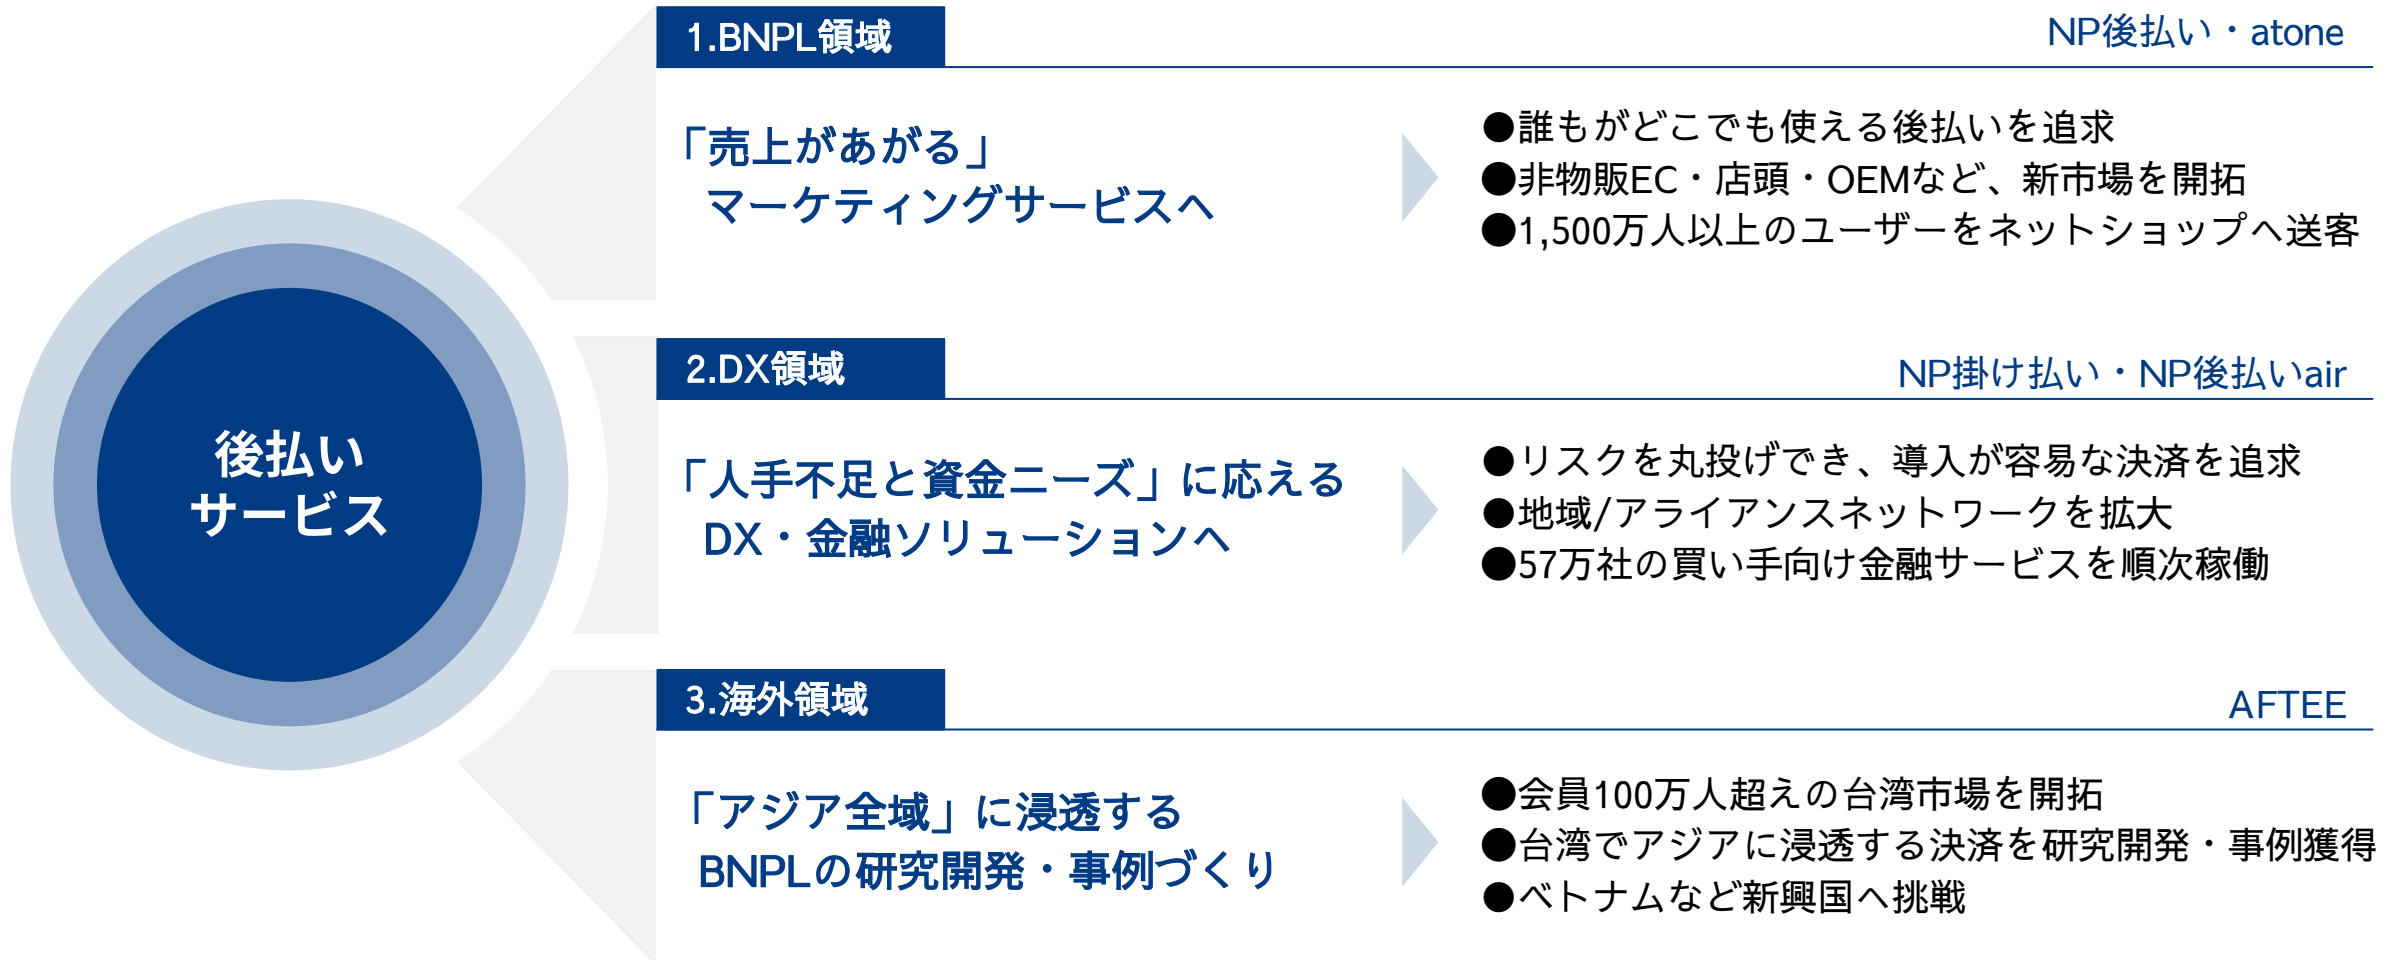 後払い
サービス
1.BNPL領域
NP後払い・atone
「売上があがる」
マーケティングサービスへ
●誰もがどこでも使える後払いを追求
●非物販EC・店頭・OEMなど、新市場を開拓
●1,500万人以上のユーザーをネットショップへ送客
2.DX領域
NP掛け払い・NP後払いair
「人手不足と資金ニーズ」に応える
DX・金融ソリューションへ
●リスクを丸投げでき、導入が容易な決済を追求
●地域/アライアンスネットワークを拡大
●57万社の買い手向け金融サービスを順次稼働
3.海外領域
AFTEE
「アジア全域」に浸透する
BNPLの研究開発・事例づくり
●会員100万人超えの台湾市場を開拓
●台湾でアジアに浸透する決済を研究開発・事例獲得
●ベトナムなど新興国へ挑戦